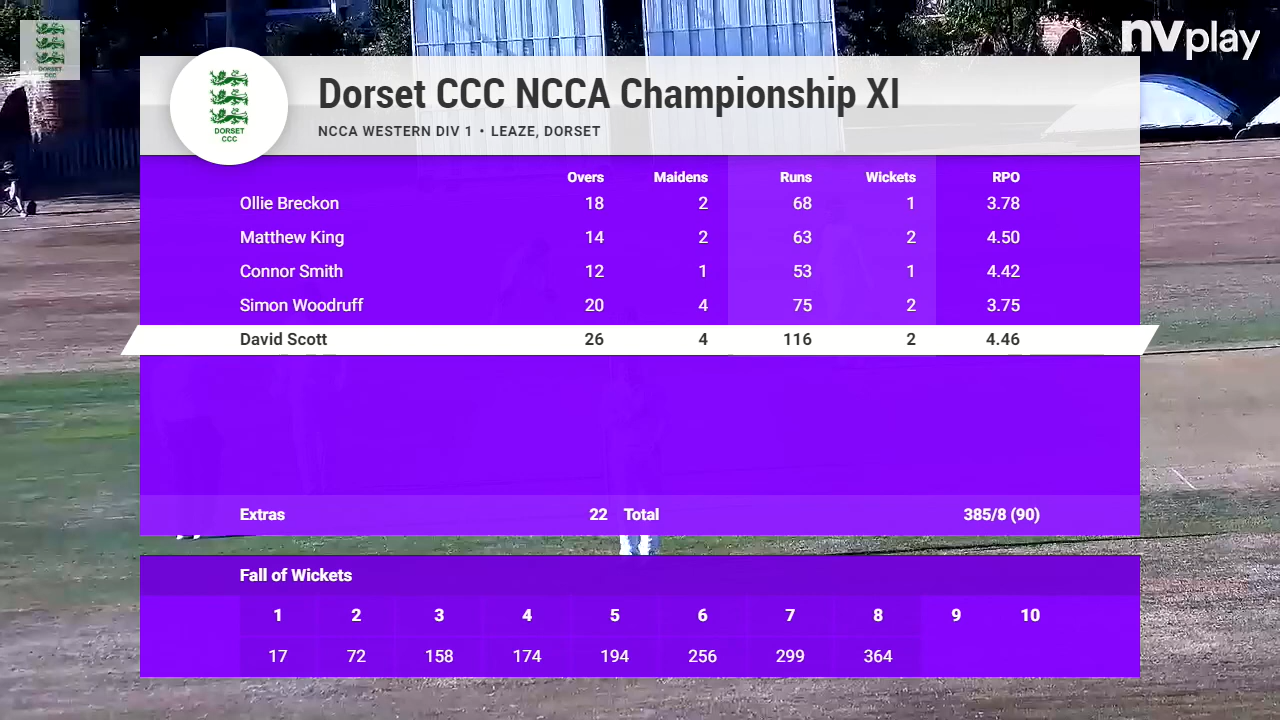 nvplay
DORSET
CCC
DORSET
CCC
Dorset CCC NCCA Championship XI
NCCA WESTERN DIV 1 • LEAZE, DORSET
Overs Maidens Runs Wickets RPO
Ollie Breckon 18 2 68 1 3.78
Matthew King 14 2 63 2 4.50
Connor Smith 12 1 53 1 4.42
Simon Woodruff 20 4 75 2 3.75
David Scott 26 4 116 2 4.46
Extras 22 Total 385/8 (90)
Fall of Wickets
1 2 3 4 5 6 7 8 9 10
17 72 158 174 194 256 299 364